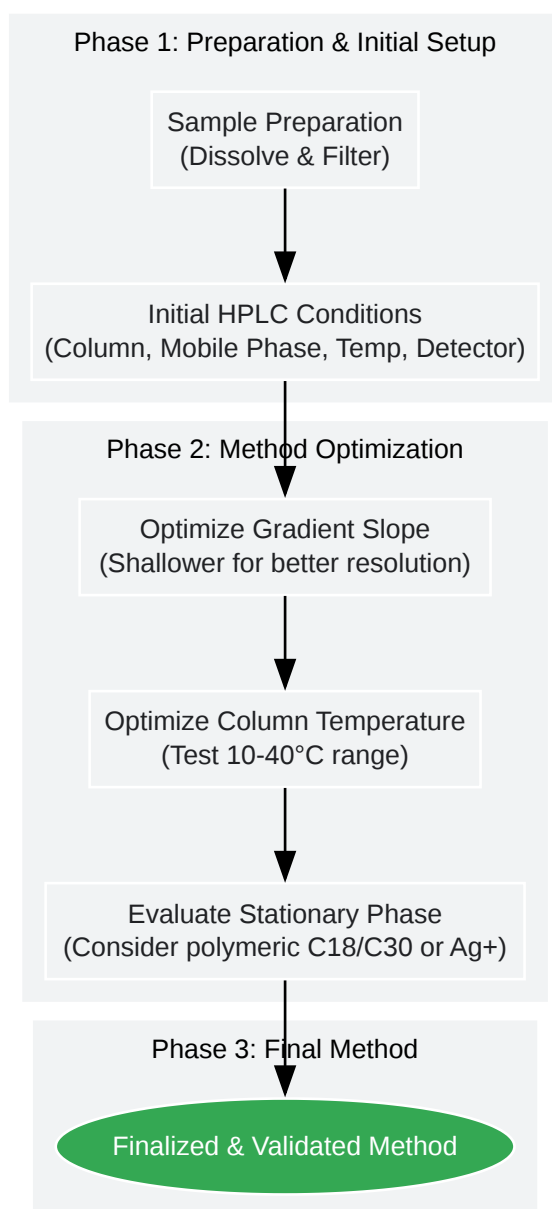 Phase 1: Preparation & Initial Setup
Sample Preparation
(Dissolve & Filter)
Initial HPLC Conditions
(Column, Mobile Phase, Temp, Detector)
Phase 2: Method Optimization
Optimize Gradient Slope
(Shallower for better resolution)
Optimize Column Temperature
(Test 10-40°C range)
Evaluate Stationary Phase
(Consider polymeric C18/C30 or Ag+)
Phase 3: Final Method
Finalized & Validated Method